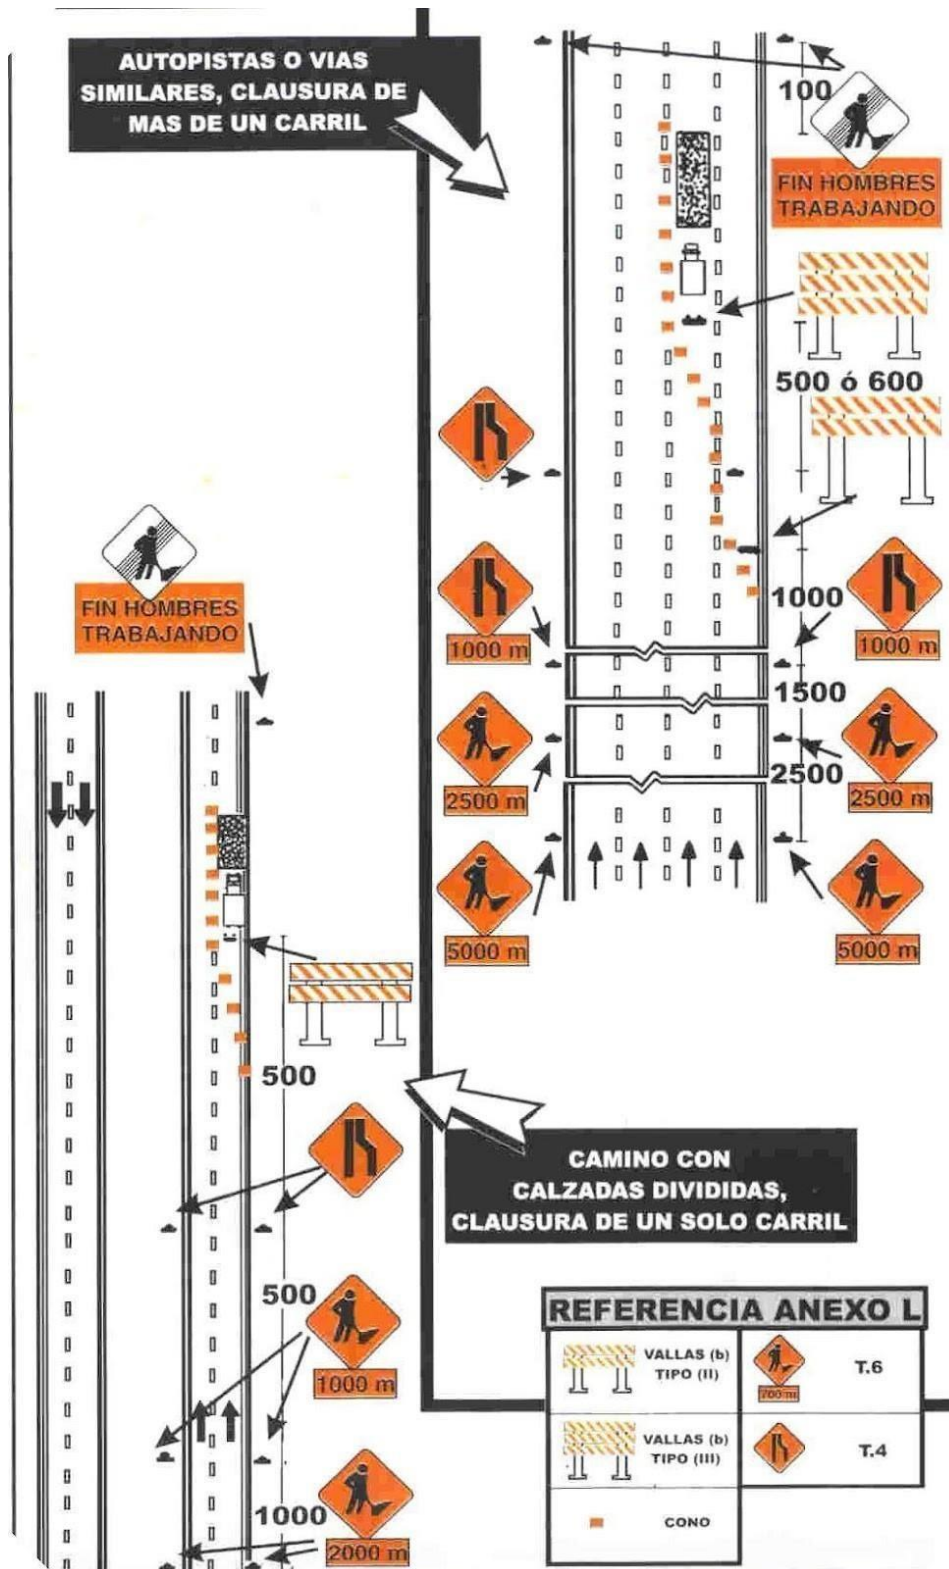 AUTOPISTAS O VIAS
SIMILARES, CLAUSURA DE
MAS DE UN CARRIL
100
FIN HOMBRES
TRABAJANDO
500 ó 600
1000
1000 m
1000 m
1500
2500 m
2500 m
2500
5000 m
5000 m
FIN HOMBRES
TRABAJANDO
500
CAMINO CON
CALZADAS DIVIDIDAS,
CLAUSURA DE UN SOLO CARRIL
500
1000 m
1000
2000 m
REFERENCIA ANEXO L
VALLAS (b)
TIPO (II)
700 m
T.6
VALLAS (b)
TIPO (III)
T.4
CONO